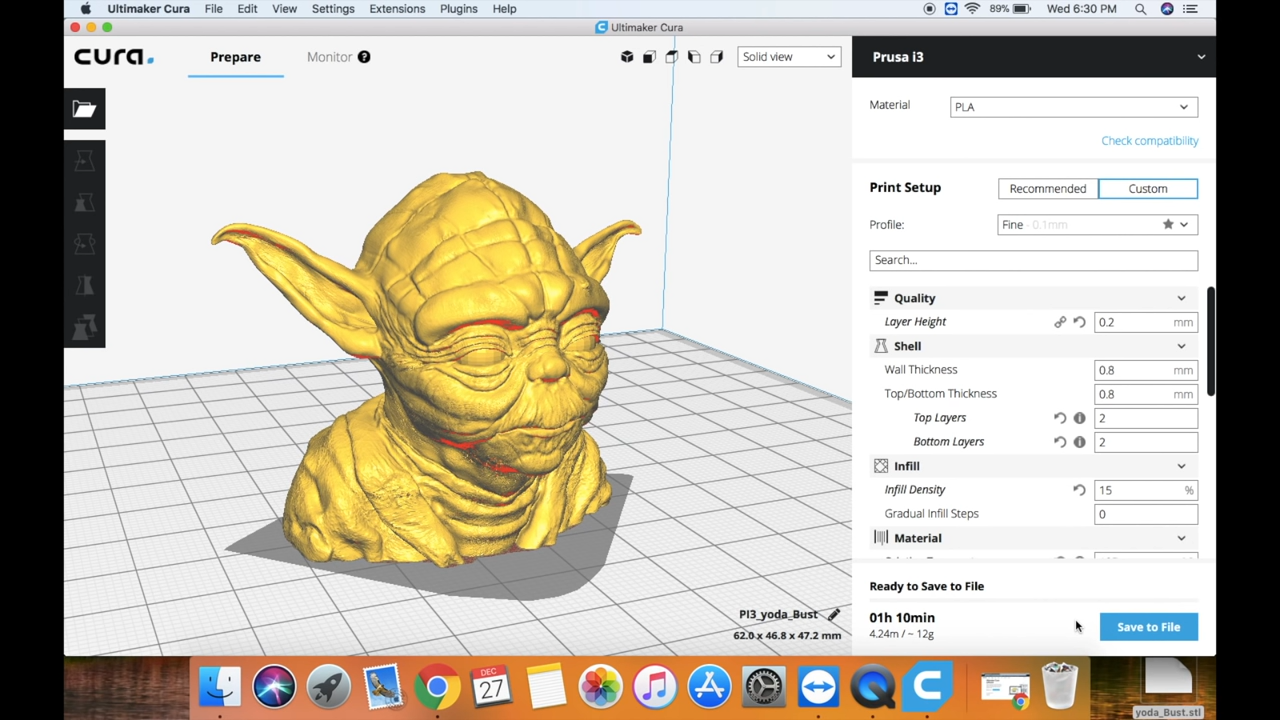 Ultimaker Cura File Edit View Settings Extensions Plugins Help 89% Wed 6:30 PM
Ultimaker Cura
cura.
Prepare Monitor ?
Solid view
Prusa i3
Material PLA
Check compatibility
Print Setup Recommended Custom
Profile: Fine - 0.1mm
Search...
Quality
Layer Height 0.2 mm
Shell
Wall Thickness 0.8 mm
Top/Bottom Thickness 0.8 mm
Top Layers 2
Bottom Layers 2
Infill
Infill Density 15 %
Gradual Infill Steps 0
Material
Ready to Save to File
01h 10min
4.24m / ~ 12g
Save to File
PI3_yoda_Bust
62.0 x 46.8 x 47.2 mm
DEC
27
yoda_Bust.stl